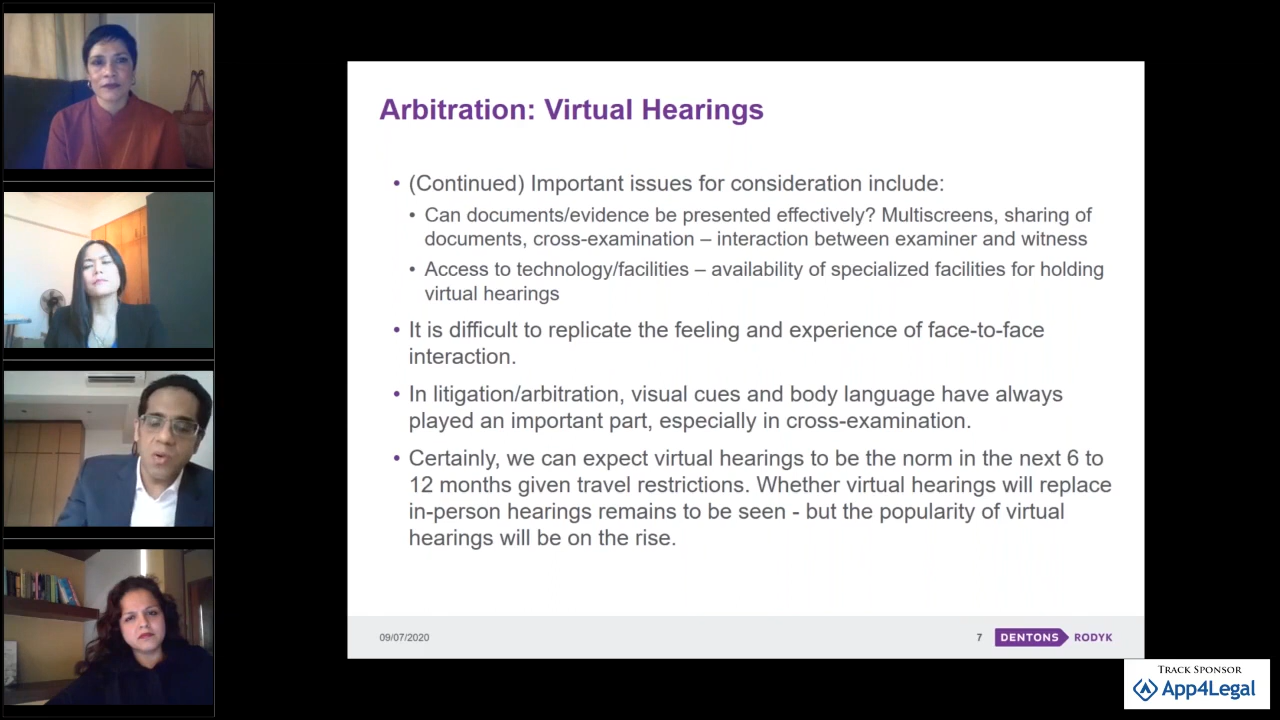 Arbitration: Virtual Hearings
• (Continued) Important issues for consideration include:
• Can documents/evidence be presented effectively? Multiscreens, sharing of
documents, cross-examination – interaction between examiner and witness
• Access to technology/facilities – availability of specialized facilities for holding
virtual hearings
• It is difficult to replicate the feeling and experience of face-to-face
interaction.
• In litigation/arbitration, visual cues and body language have always
played an important part, especially in cross-examination.
• Certainly, we can expect virtual hearings to be the norm in the next 6 to
12 months given travel restrictions. Whether virtual hearings will replace
in-person hearings remains to be seen - but the popularity of virtual
hearings will be on the rise.
09/07/2020
7 DENTONS RODYK
TRACK SPONSOR
App4Legal